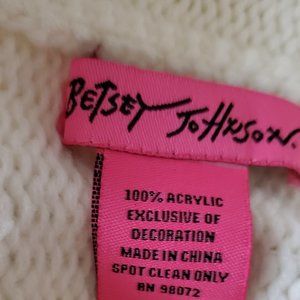 BETSEY JOHNSON.
100% ACRYLIC
EXCLUSIVE OF
DECORATION
MADE IN CHINA
SPOT CLEAN ONLY
RN 98072